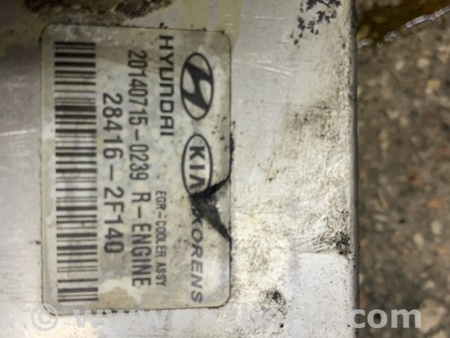 HYUNDAI
KIA KORENS
EGR-COOLER ASSY
20140715-0239 R-ENGINE
28416-2F140